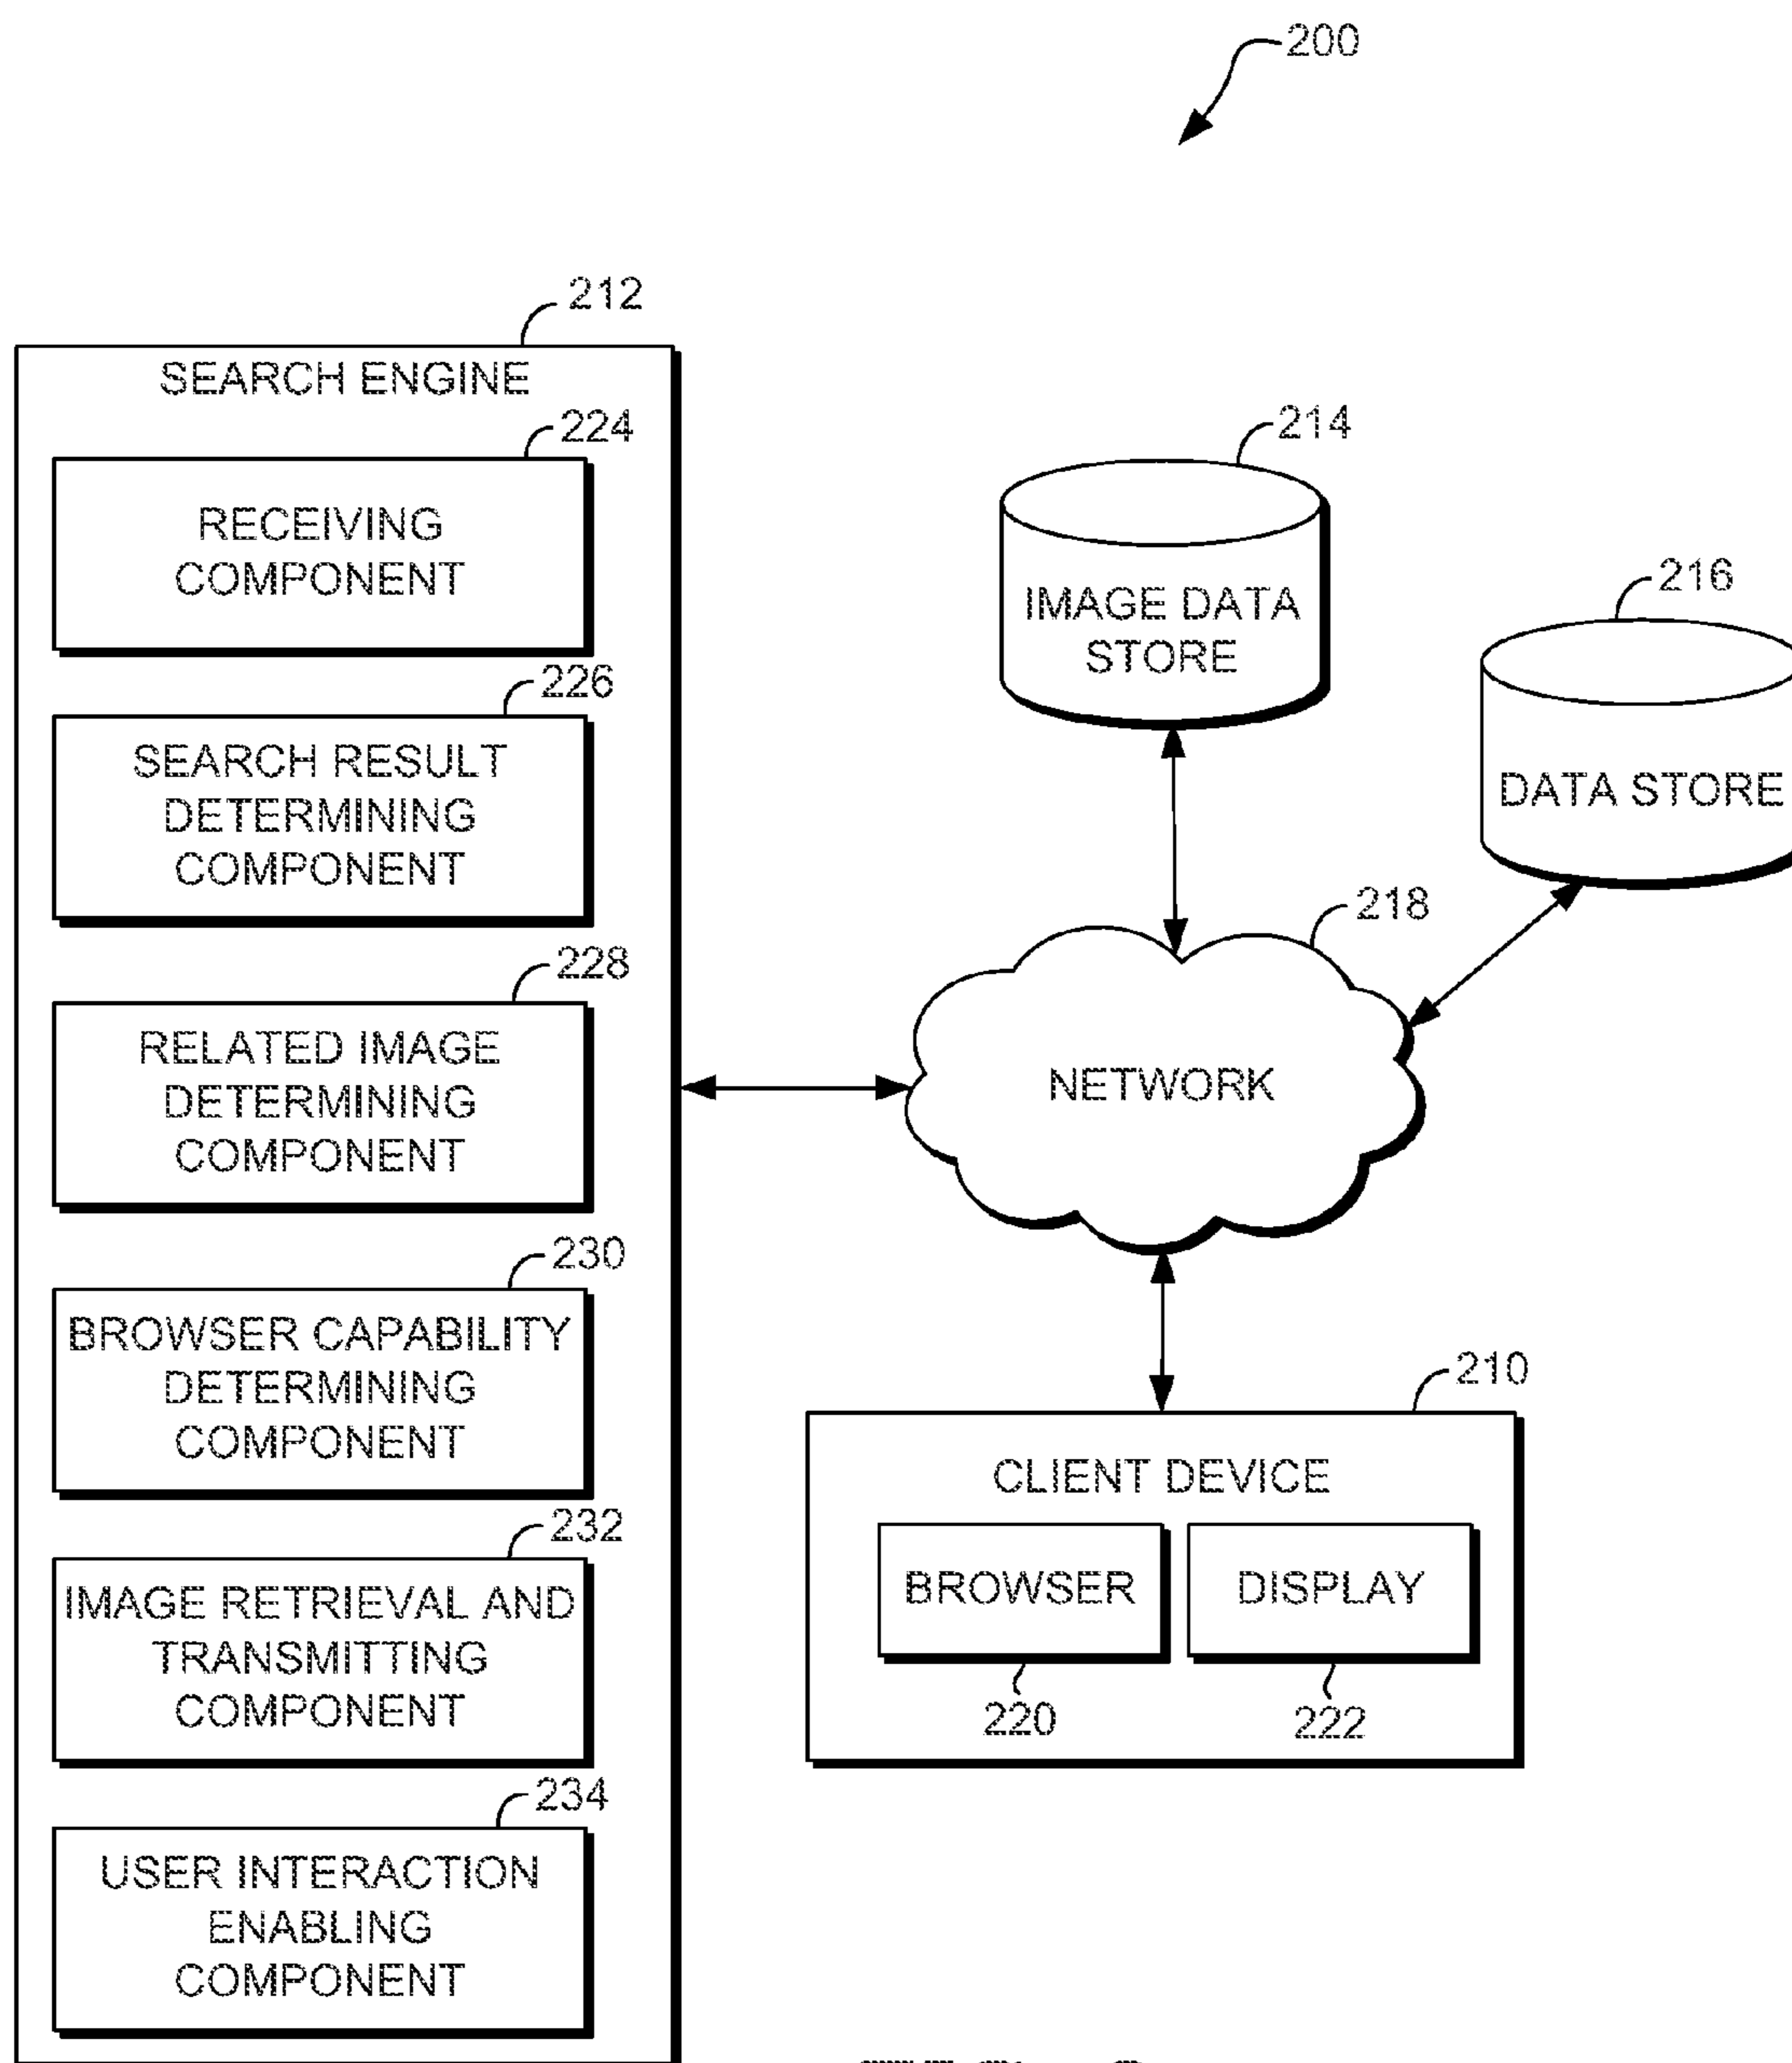 200
212
SEARCH ENGINE
224
RECEIVING
COMPONENT
226
SEARCH RESULT
DETERMINING
COMPONENT
228
RELATED IMAGE
DETERMINING
COMPONENT
230
BROWSER CAPABILITY
DETERMINING
COMPONENT
232
IMAGE RETRIEVAL AND
TRANSMITTING
COMPONENT
234
USER INTERACTION
ENABLING
COMPONENT
214
IMAGE DATA
STORE
216
DATA STORE
218
NETWORK
210
CLIENT DEVICE
BROWSER
220
DISPLAY
222